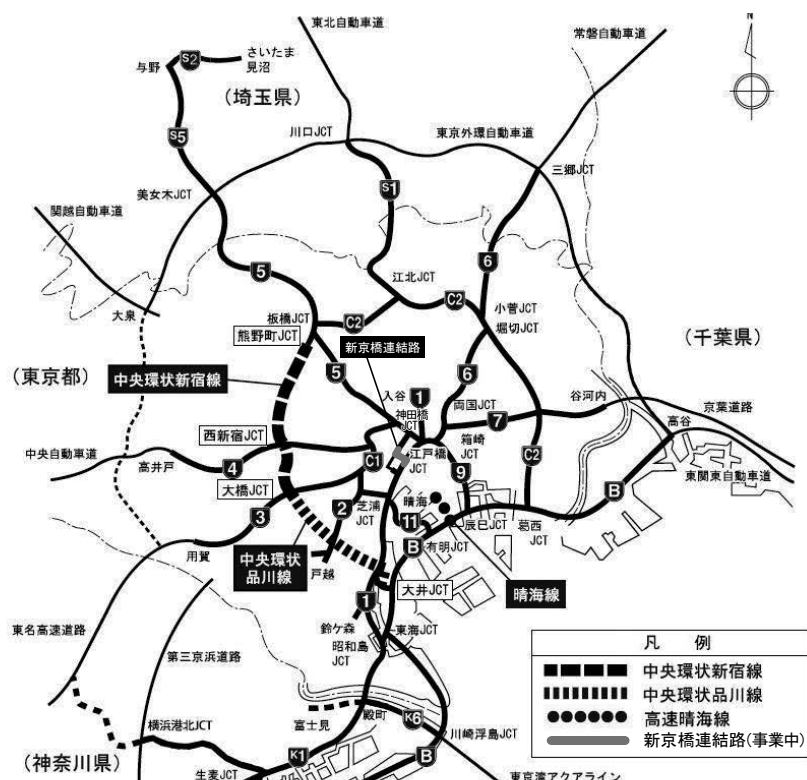 東北自動車道
N
常磐自動車道
S2
さいたま
見沼
与野
(埼玉県)
川口JCT
東京外環自動車道
S5
三郷JCT
美女木JCT
S1
関越自動車道
6
5
江北JCT
C2
小菅JCT
堀切JCT
大泉
板橋JCT
C2
熊野町JCT
新京橋連結路
(千葉県)
(東京都)
中央環状新宿線
5
6
入谷
1
谷河内
神田橋
JCT
両国JCT
7
京葉道路
高谷
西新宿JCT
箱崎
JCT
中央自動車道
江戸橋
JCT
高井戸
4
C1
9
C2
東関東自動車道
大橋JCT
晴海
B
3
2
芝浦
JCT
11
辰巳JCT
葛西
JCT
用賀
B
有明JCT
中央環状
品川線
戸越
大井JCT
晴海線
1
東名高速道路
鈴ケ森
東海JCT
昭和島
JCT
第三京浜道路
凡 例
中央環状新宿線
中央環状品川線
高速晴海線
新京橋連結路(事業中)
横浜港北JCT
富士見
殿町
K6
川崎浮島JCT
(神奈川県)
K1
B
生麦JCT
東京湾アクアライン